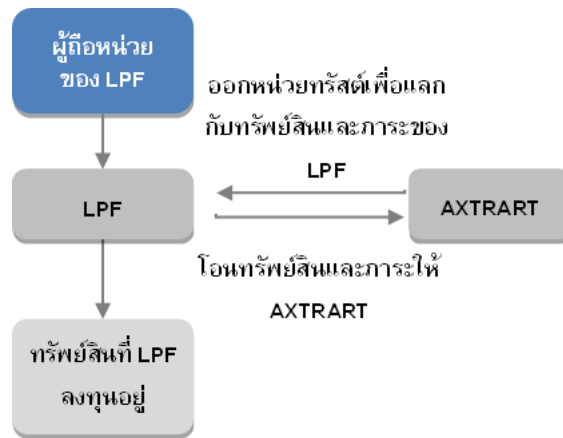 ผู้ถือหน่วย
ของ LPF
ออกหน่วยทรัสต์เพื่อแลก
กับทรัพย์สินและภาระของ
LPF
LPF
AXTRART
โอนทรัพย์สินและภาระให้
AXTRART
ทรัพย์สินที่ LPF
ลงทุนอยู่